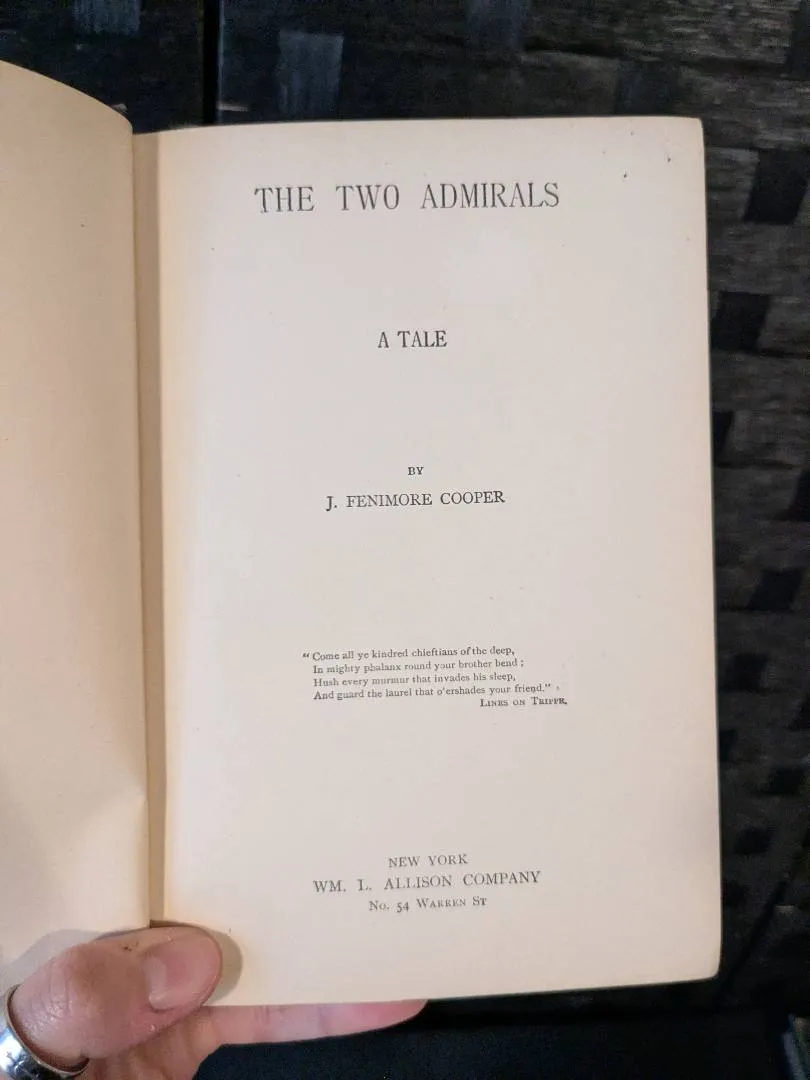 THE TWO ADMIRALS
A TALE
BY
J. FENIMORE COOPER
“ Come all ye kindred chieftians of the deep,
In mighty phalanx round your brother bend ;
Hush every murmur that invades his sleep,
And guard the laurel that o'ershades your friend.”
LINES ON TRIPPE.
NEW YORK
WM. L. ALLISON COMPANY
No. 54 WARREN ST